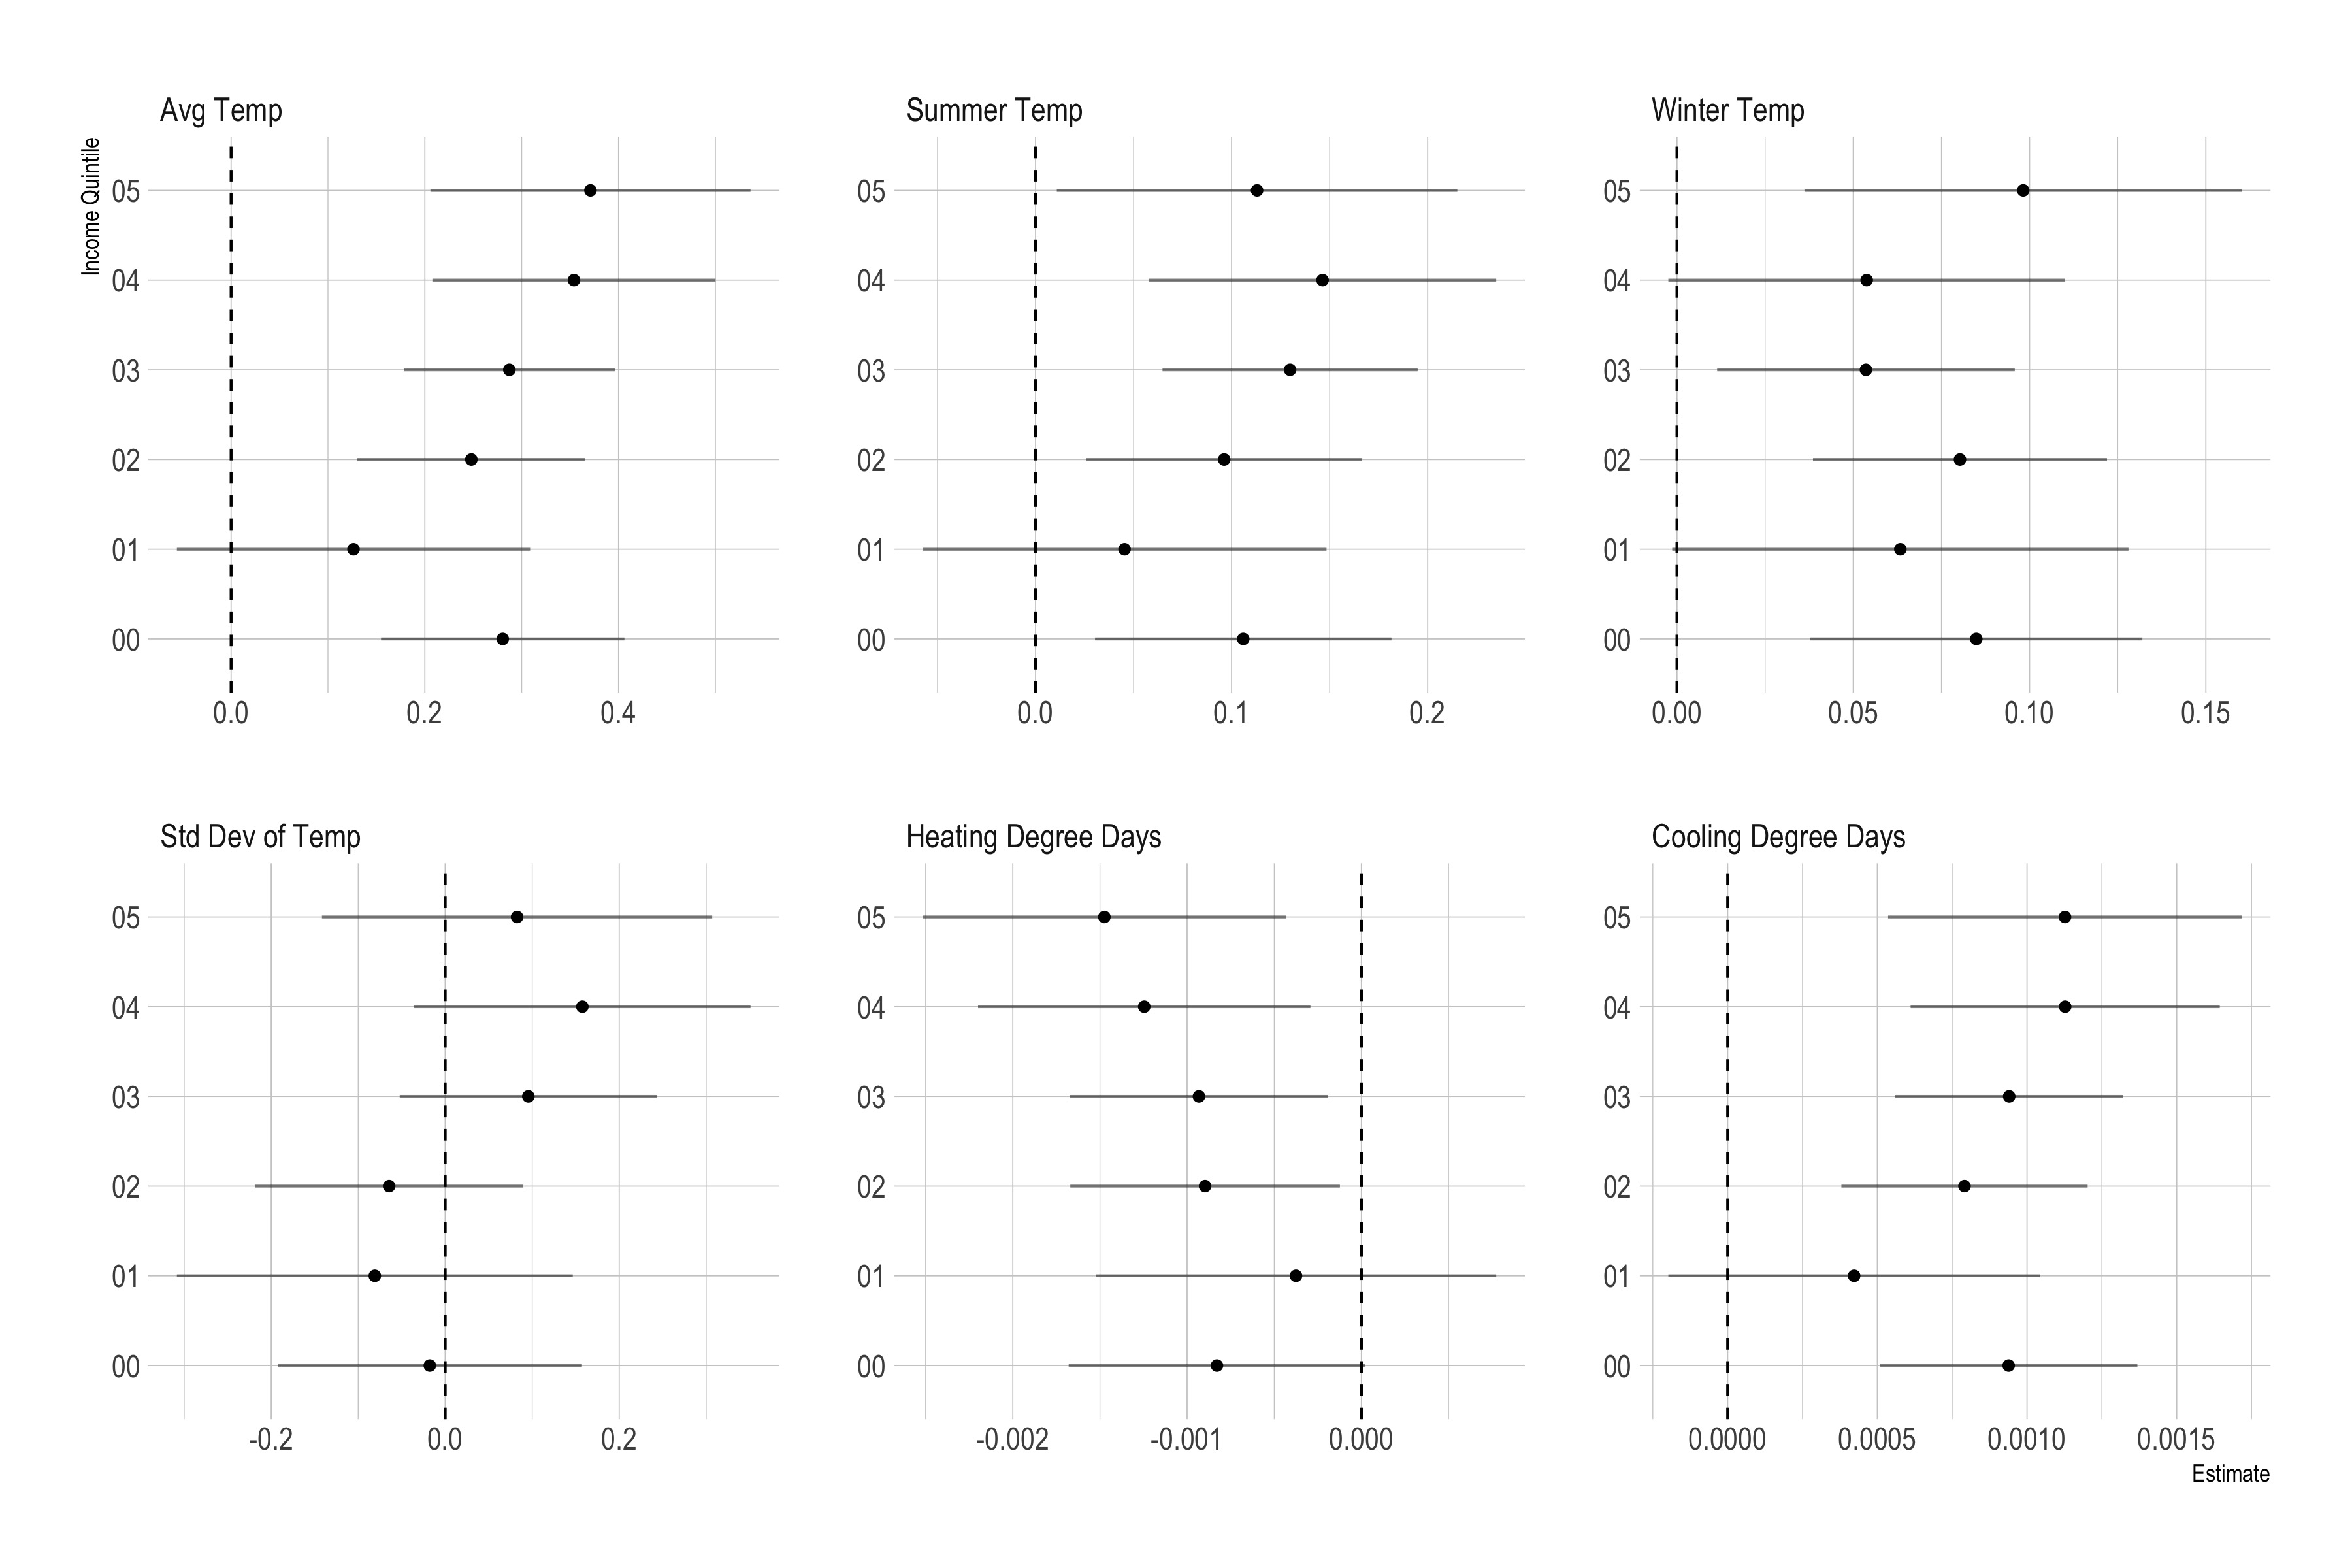 Avg Temp
Summer Temp
Winter Temp
Income Quintile
05
04
03
02
01
00
0.0 0.2 0.4
05
04
03
02
01
00
0.0 0.1 0.2
05
04
03
02
01
00
0.00 0.05 0.10 0.15
Std Dev of Temp
Heating Degree Days
Cooling Degree Days
05
04
03
02
01
00
-0.2 0.0 0.2
05
04
03
02
01
00
-0.002 -0.001 0.000
05
04
03
02
01
00
0.0000 0.0005 0.0010 0.0015
Estimate